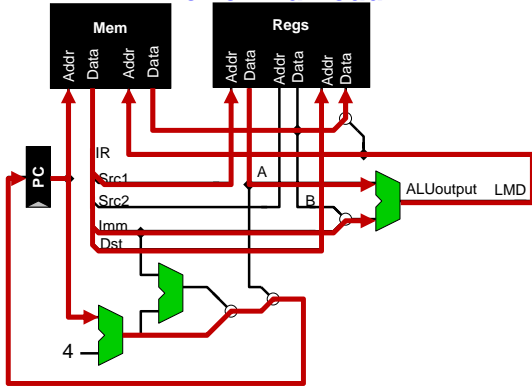 Mem
Regs
Addr
Data
Addr
Data
Addr
Data
Addr
Data
Addr
Data
IR
Src1
A
PC
ALUoutput
LMD
Src2
B
Imm
Dst
4